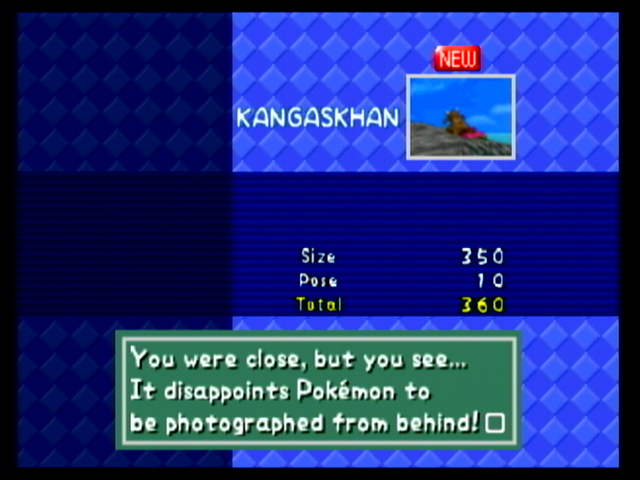 NEW
KANGASKHAN
Size 350
Pose 10
Total 360
You were close, but you see...
It disappoints Pokémon to
be photographed from behind!